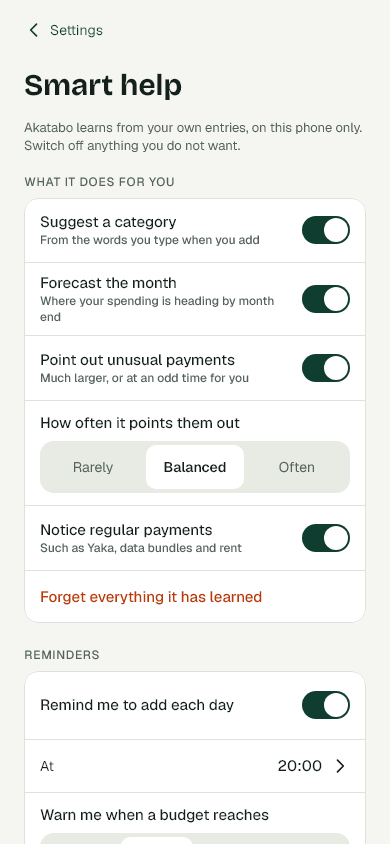 Settings
Smart help
Akatabo learns from your own entries, on this phone only.
Switch off anything you do not want.
WHAT IT DOES FOR YOU
Suggest a category
From the words you type when you add
Forecast the month
Where your spending is heading by month
end
Point out unusual payments
Much larger, or at an odd time for you
How often it points them out
Rarely Balanced Often
Notice regular payments
Such as Yaka, data bundles and rent
Forget everything it has learned
REMINDERS
Remind me to add each day
At 20:00
Warn me when a budget reaches